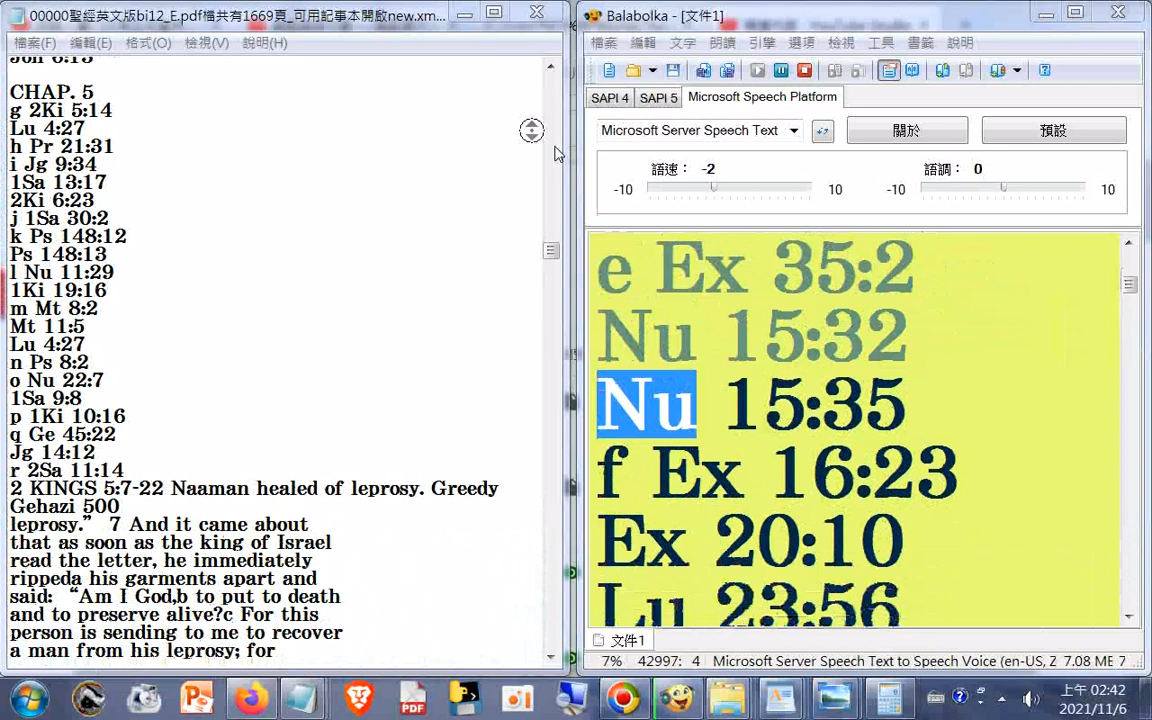 00000聖經英文版bi12_E.pdf檔共有1669頁_可用記事本開啟new.xm...
檔案(F) 編輯(E) 格式(O) 檢視(V) 說明(H)
Joh 6:15
CHAP. 5
g 2Ki 5:14
Lu 4:27
h Pr 21:31
i Jg 9:34
1Sa 13:17
2Ki 6:23
j 1Sa 30:2
k Ps 148:12
Ps 148:13
l Nu 11:29
1Ki 19:16
m Mt 8:2
Mt 11:5
Lu 4:27
n Ps 8:2
o Nu 22:7
1Sa 9:8
p 1Ki 10:16
q Ge 45:22
Jg 14:12
r 2Sa 11:14
2 KINGS 5:7-22 Naaman healed of leprosy. Greedy
Gehazi 500
leprosy.” 7 And it came about
that as soon as the king of Israel
read the letter, he immediately
rippeda his garments apart and
said: “Am I God,b to put to death
and to preserve alive?c For this
person is sending to me to recover
a man from his leprosy; for
Balabolka - [文件1]
檔案 編輯 文字 朗讀 引擎 選項 檢視 工具 書籤 說明
SAPI 4 SAPI 5 Microsoft Speech Platform
Microsoft Server Speech Text 關於 預設
語速： -2 語調： 0
-10 10 -10 10
e Ex 35:2
Nu 15:32
Nu 15:35
f Ex 16:23
Ex 20:10
Lu 23:56
文件1
7% 42997: 4 Microsoft Server Speech Text to Speech Voice (en-US, Z 7.08 MB 7
PDF
上午 02:42
2021/11/6